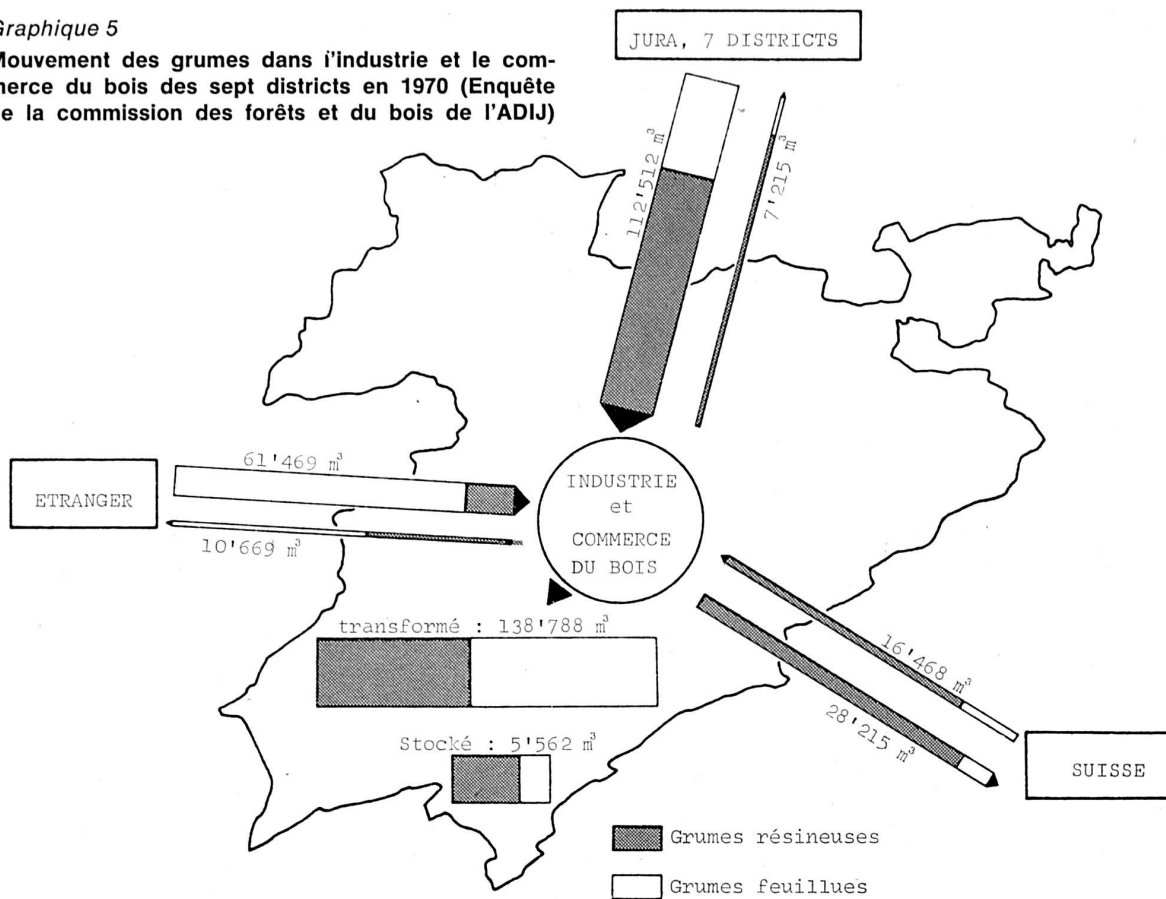 Graphique 5
Mouvement des grumes dans l'industrie et le com-
merce du bois des sept districts en 1970 (Enquête
de la commission des forêts et du bois de l'ADIJ)
JURA, 7 DISTRICTS
112'512 m³
7'215 m³
61'469 m³
ETRANGER
10'669 m³
INDUSTRIE
et
COMMERCE
DU BOIS
transformé : 138'788 m³
Stocké : 5'562 m³
16'468 m³
28'215 m³
SUISSE
Grumes résineuses
Grumes feuillues